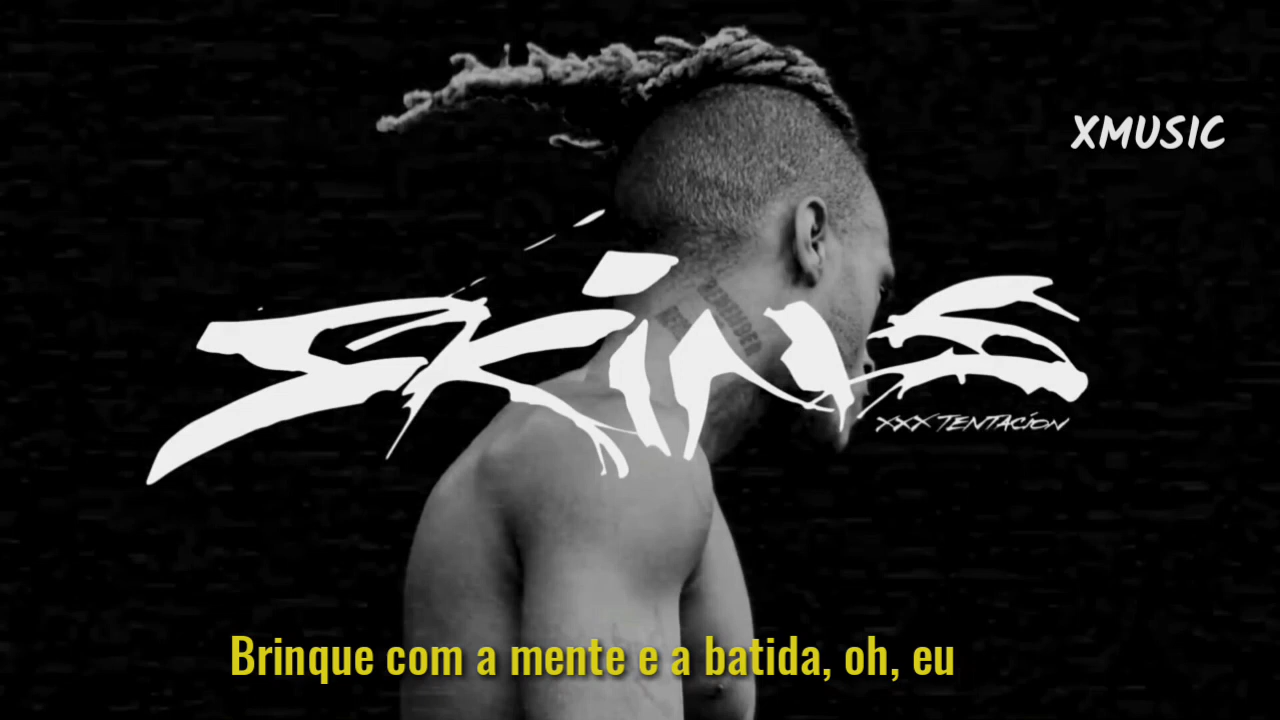 XMUSIC
SKiNS
XXXTENTACiON
Brinque com a mente e a batida, oh, eu